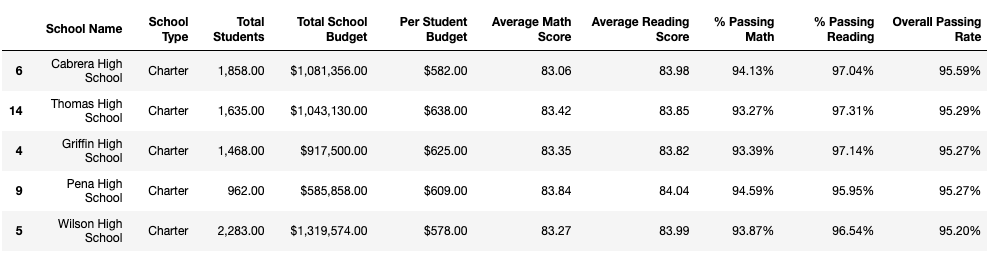 School Name School Type Total Students Total School Budget Per Student Budget Average Math Score Average Reading Score % Passing Math % Passing Reading Overall Passing Rate
6 Cabrera High School Charter 1,858.00 $1,081,356.00 $582.00 83.06 83.98 94.13% 97.04% 95.59%
14 Thomas High School Charter 1,635.00 $1,043,130.00 $638.00 83.42 83.85 93.27% 97.31% 95.29%
4 Griffin High School Charter 1,468.00 $917,500.00 $625.00 83.35 83.82 93.39% 97.14% 95.27%
9 Pena High School Charter 962.00 $585,858.00 $609.00 83.84 84.04 94.59% 95.95% 95.27%
5 Wilson High School Charter 2,283.00 $1,319,574.00 $578.00 83.27 83.99 93.87% 96.54% 95.20%